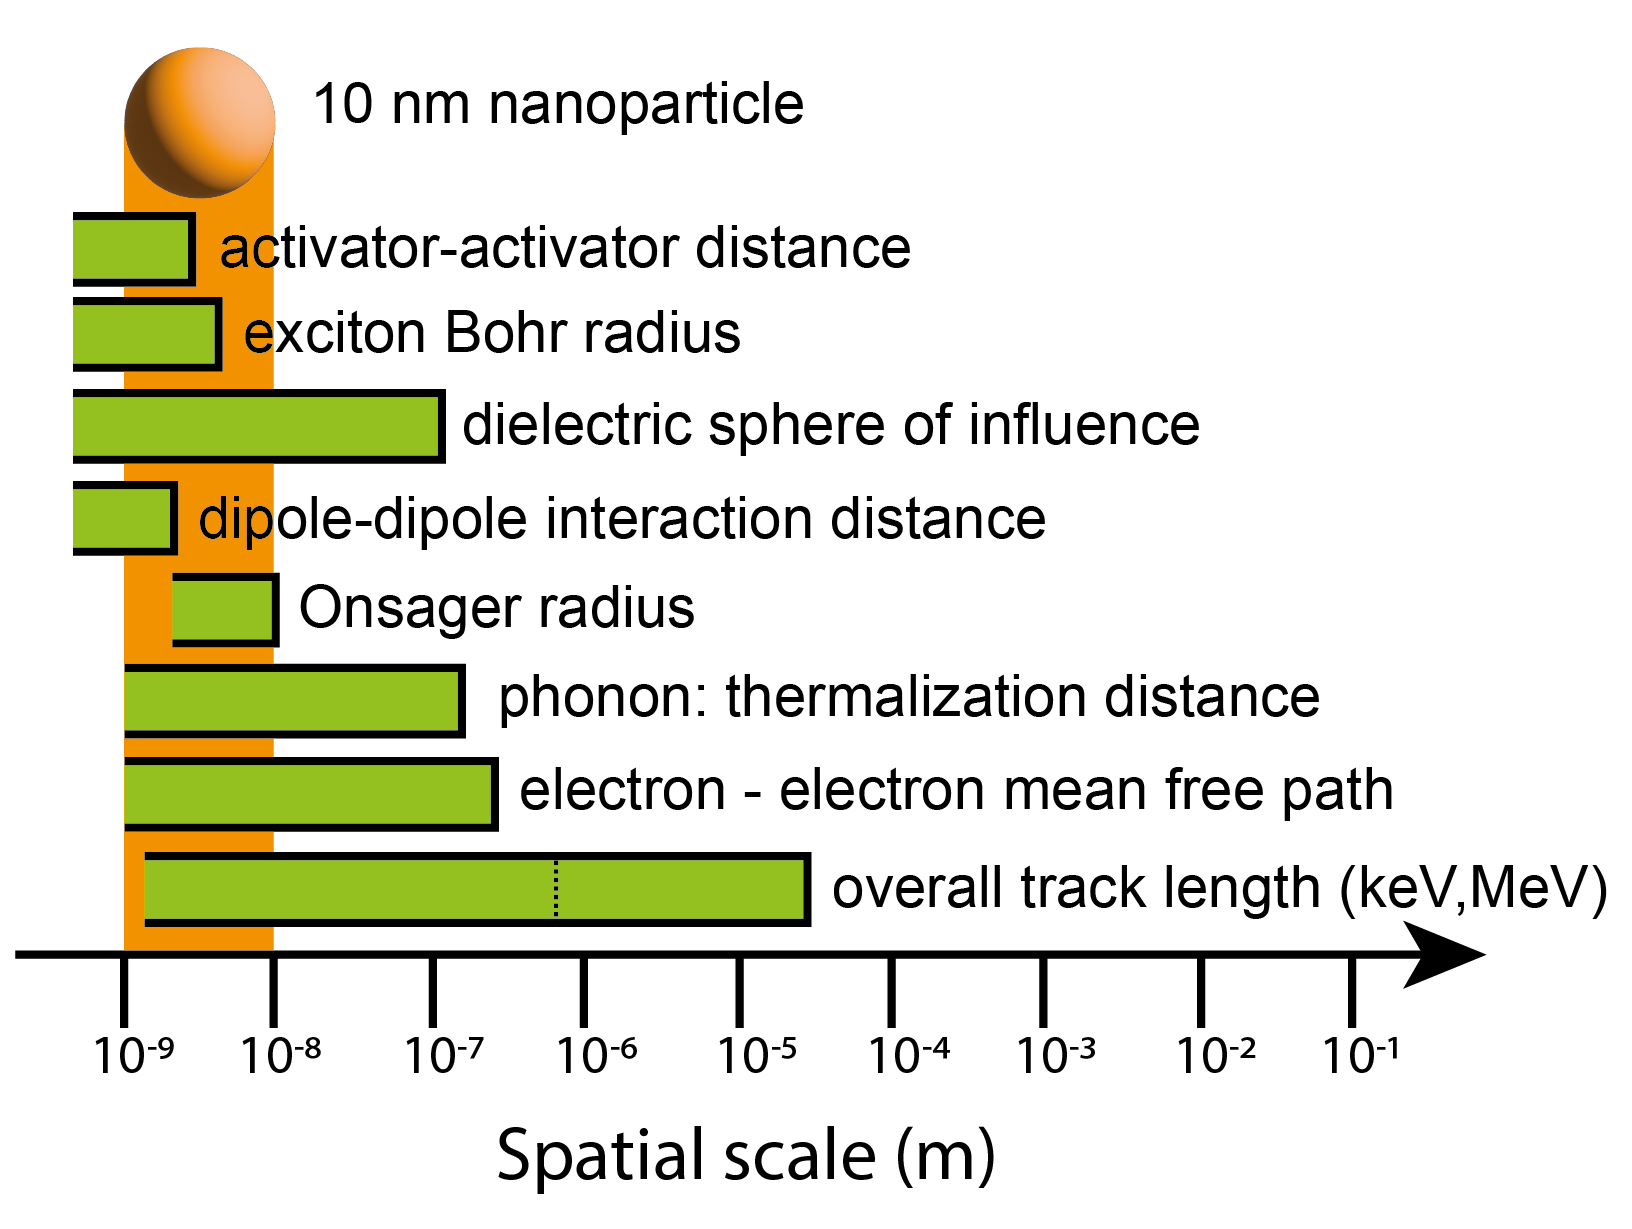 10 nm nanoparticle
activator-activator distance
exciton Bohr radius
dielectric sphere of influence
dipole-dipole interaction distance
Onsager radius
phonon: thermalization distance
electron - electron mean free path
overall track length (keV,MeV)
10⁻⁹ 10⁻⁸ 10⁻⁷ 10⁻⁶ 10⁻⁵ 10⁻⁴ 10⁻³ 10⁻² 10⁻¹
Spatial scale (m)